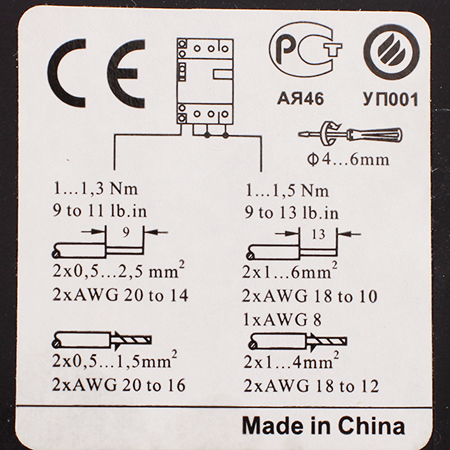 CE
РСТ
АЯ46
УП001
Φ4...6mm
1...1,3 Nm
9 to 11 lb.in
9
2x0,5...2,5 mm²
2xAWG 20 to 14
2x0,5...1,5mm²
2xAWG 20 to 16
1...1,5 Nm
9 to 13 lb.in
13
2x1...6mm²
2xAWG 18 to 10
1xAWG 8
2x1...4mm²
2xAWG 18 to 12
Made in China